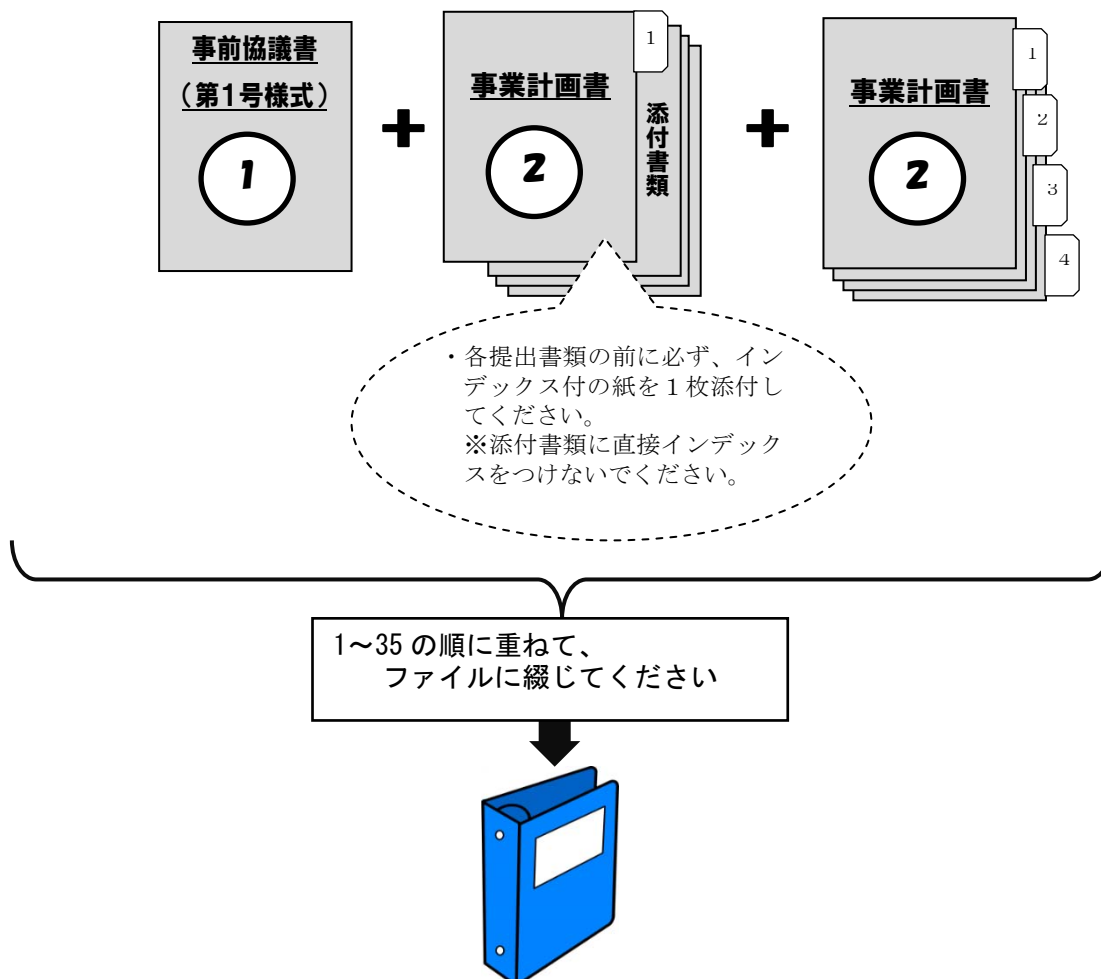 事前協議書
（第1号様式）
1
＋
事業計画書
2
1
添付書類
＋
事業計画書
2
1
2
3
4
・各提出書類の前に必ず、イン
デックス付の紙を１枚添付し
てください。
※添付書類に直接インデック
スをつけないでください。
1～35 の順に重ねて、
ファイルに綴じてください